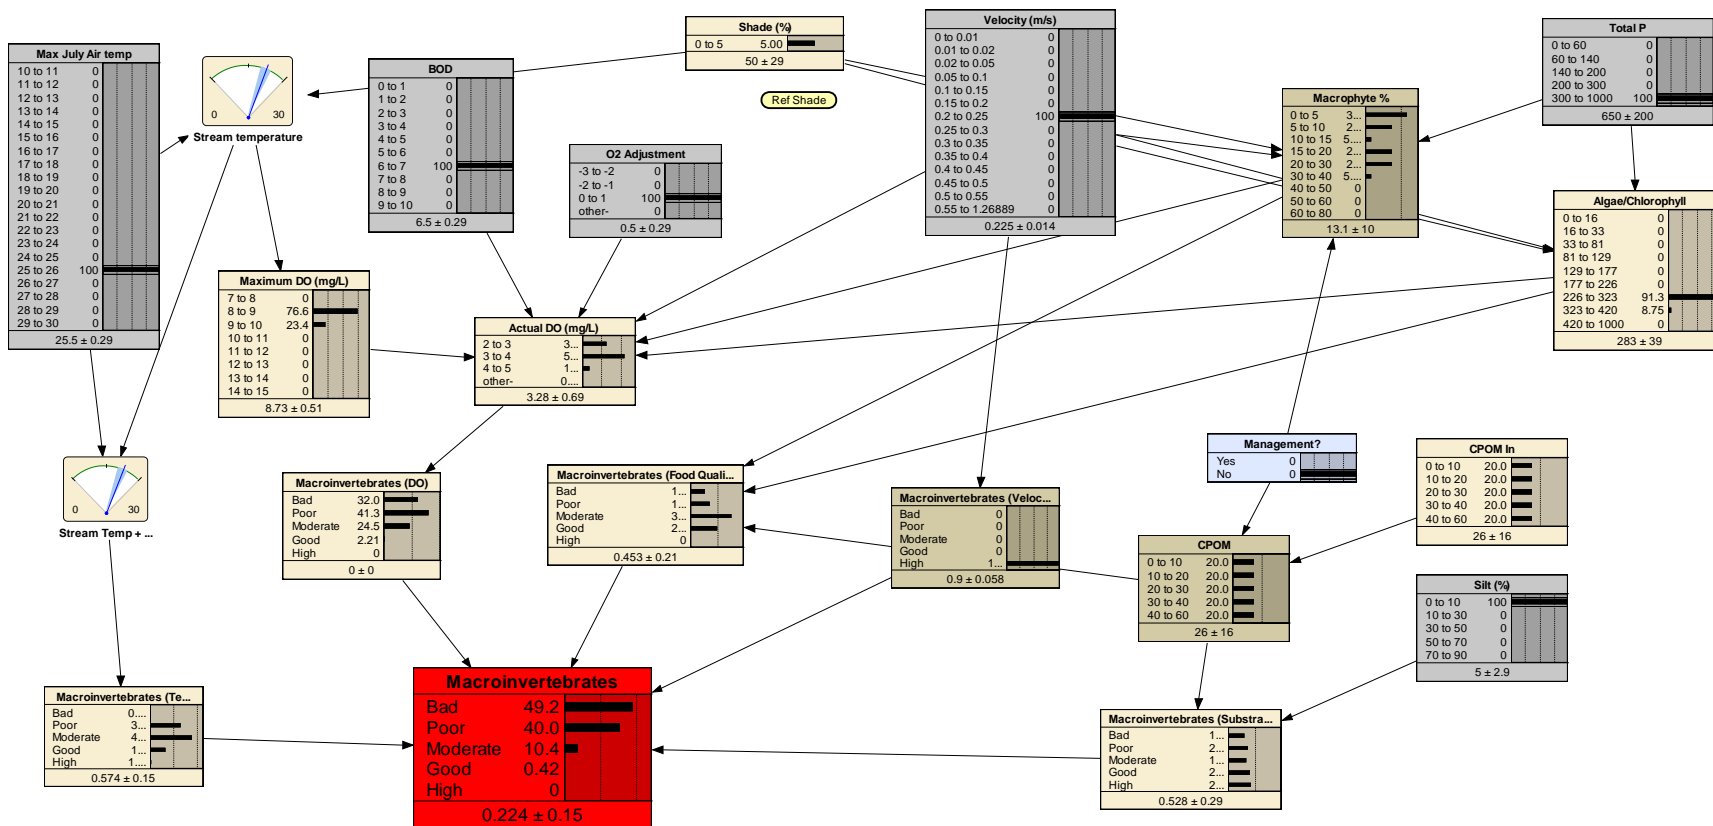 Max July Air temp
10 to 11 0
11 to 12 0
12 to 13 0
13 to 14 0
14 to 15 0
15 to 16 0
16 to 17 0
17 to 18 0
18 to 19 0
19 to 20 0
20 to 21 0
21 to 22 0
22 to 23 0
23 to 24 0
24 to 25 0
25 to 26 100
26 to 27 0
27 to 28 0
28 to 29 0
29 to 30 0
25.5 ± 0.29
0 30
Stream temperature
BOD
0 to 1 0
1 to 2 0
2 to 3 0
3 to 4 0
4 to 5 0
5 to 6 0
6 to 7 100
7 to 8 0
8 to 9 0
9 to 10 0
6.5 ± 0.29
Shade (%)
0 to 5 5.00
50 ± 29
Ref Shade
O2 Adjustment
-3 to -2 0
-2 to -1 0
0 to 1 100
other- 0
0.5 ± 0.29
Velocity (m/s)
0 to 0.01 0
0.01 to 0.02 0
0.02 to 0.05 0
0.05 to 0.1 0
0.1 to 0.15 0
0.15 to 0.2 0
0.2 to 0.25 100
0.25 to 0.3 0
0.3 to 0.35 0
0.35 to 0.4 0
0.4 to 0.45 0
0.45 to 0.5 0
0.5 to 0.55 0
0.55 to 1.26889 0
0.225 ± 0.014
Macrophyte %
0 to 5 3...
5 to 10 2...
10 to 15 5....
15 to 20 2...
20 to 30 2...
30 to 40 5....
40 to 50 0
50 to 60 0
60 to 80 0
13.1 ± 10
Total P
0 to 60 0
60 to 140 0
140 to 200 0
200 to 300 0
300 to 1000 100
650 ± 200
Algae/Chlorophyll
0 to 16 0
16 to 33 0
33 to 81 0
81 to 129 0
129 to 177 0
177 to 226 0
226 to 323 91.3
323 to 420 8.75
420 to 1000 0
283 ± 39
Maximum DO (mg/L)
7 to 8 0
8 to 9 76.6
9 to 10 23.4
10 to 11 0
11 to 12 0
12 to 13 0
13 to 14 0
14 to 15 0
8.73 ± 0.51
Actual DO (mg/L)
2 to 3 3...
3 to 4 5...
4 to 5 1...
other- 0....
3.28 ± 0.69
0 30
Stream Temp + ...
Macroinvertebrates (DO)
Bad 32.0
Poor 41.3
Moderate 24.5
Good 2.21
High 0
0 ± 0
Macroinvertebrates (Food Quali...
Bad 1...
Poor 1...
Moderate 3...
Good 2...
High 0
0.453 ± 0.21
Macroinvertebrates (Veloc...
Bad 0
Poor 0
Moderate 0
Good 0
High 1...
0.9 ± 0.058
Management?
Yes 0
No 0
CPOM In
0 to 10 20.0
10 to 20 20.0
20 to 30 20.0
30 to 40 20.0
40 to 60 20.0
26 ± 16
CPOM
0 to 10 20.0
10 to 20 20.0
20 to 30 20.0
30 to 40 20.0
40 to 60 20.0
26 ± 16
Silt (%)
0 to 10 100
10 to 30 0
30 to 50 0
50 to 70 0
70 to 90 0
5 ± 2.9
Macroinvertebrates (Te...
Bad 0....
Poor 3...
Moderate 4...
Good 1...
High 1....
0.574 ± 0.15
Macroinvertebrates
Bad 49.2
Poor 40.0
Moderate 10.4
Good 0.42
High 0
0.224 ± 0.15
Macroinvertebrates (Substra...
Bad 1...
Poor 2...
Moderate 1...
Good 2...
High 2...
0.528 ± 0.29